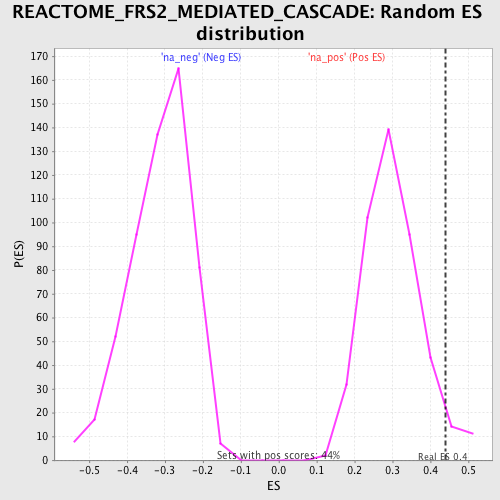 REACTOME_FRS2_MEDIATED_CASCADE: Random ES
distribution
'na_neg' (Neg ES) 'na_pos' (Pos ES)
170
160
150
140
130
120
110
100
90
80
70
60
50
40
30
20
10
0
P(ES)
Sets with pos scores: 44%
Real ES 0.4
-0.5 -0.4 -0.3 -0.2 -0.1 0.0 0.1 0.2 0.3 0.4 0.5
ES